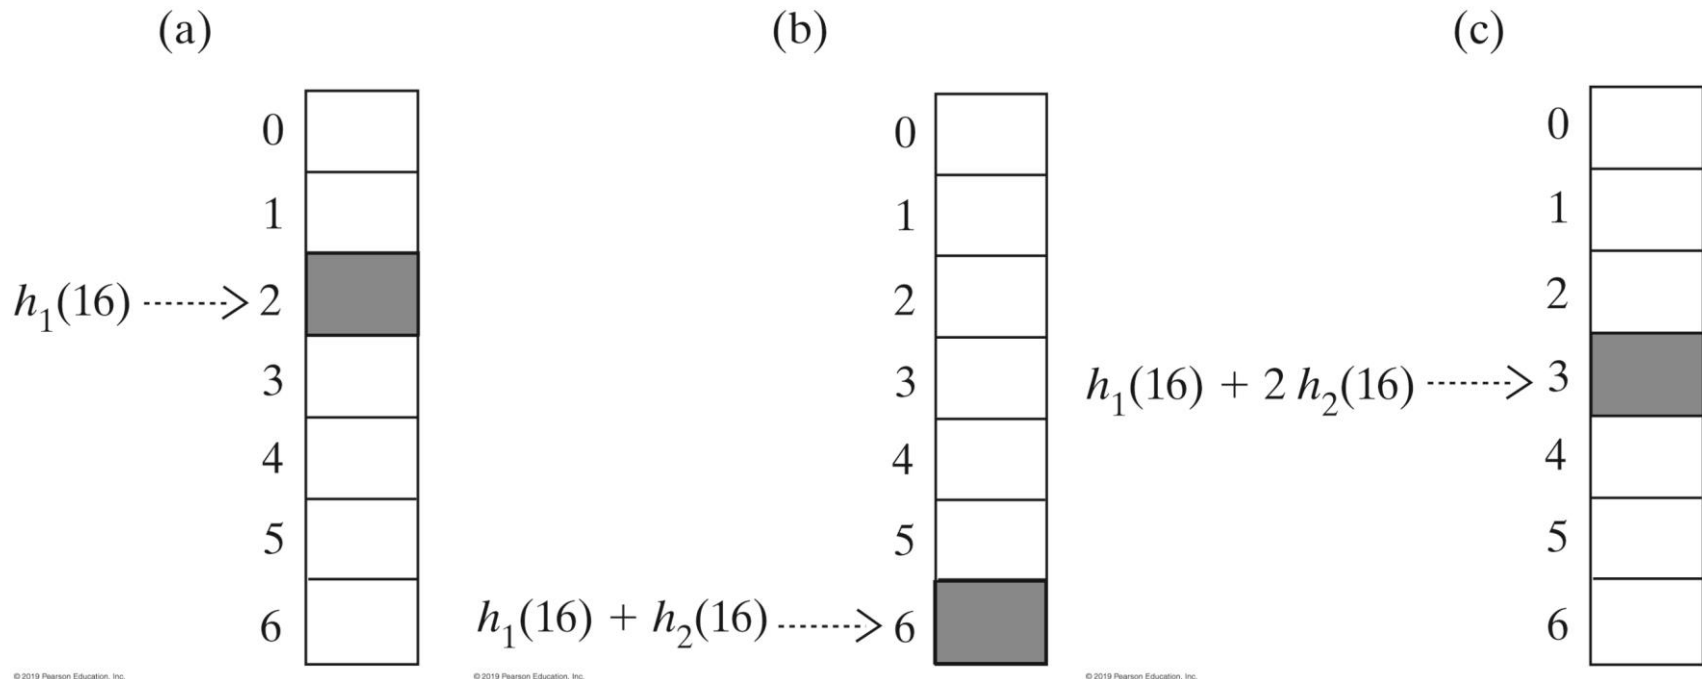 (a)
0
1
h₁(16) 2
3
4
5
6
© 2019 Pearson Education, Inc.
(b)
0
1
2
3
4
5
h₁(16) + h₂(16) 6
© 2019 Pearson Education, Inc.
(c)
0
1
2
h₁(16) + 2 h₂(16) 3
4
5
6
© 2019 Pearson Education, Inc.